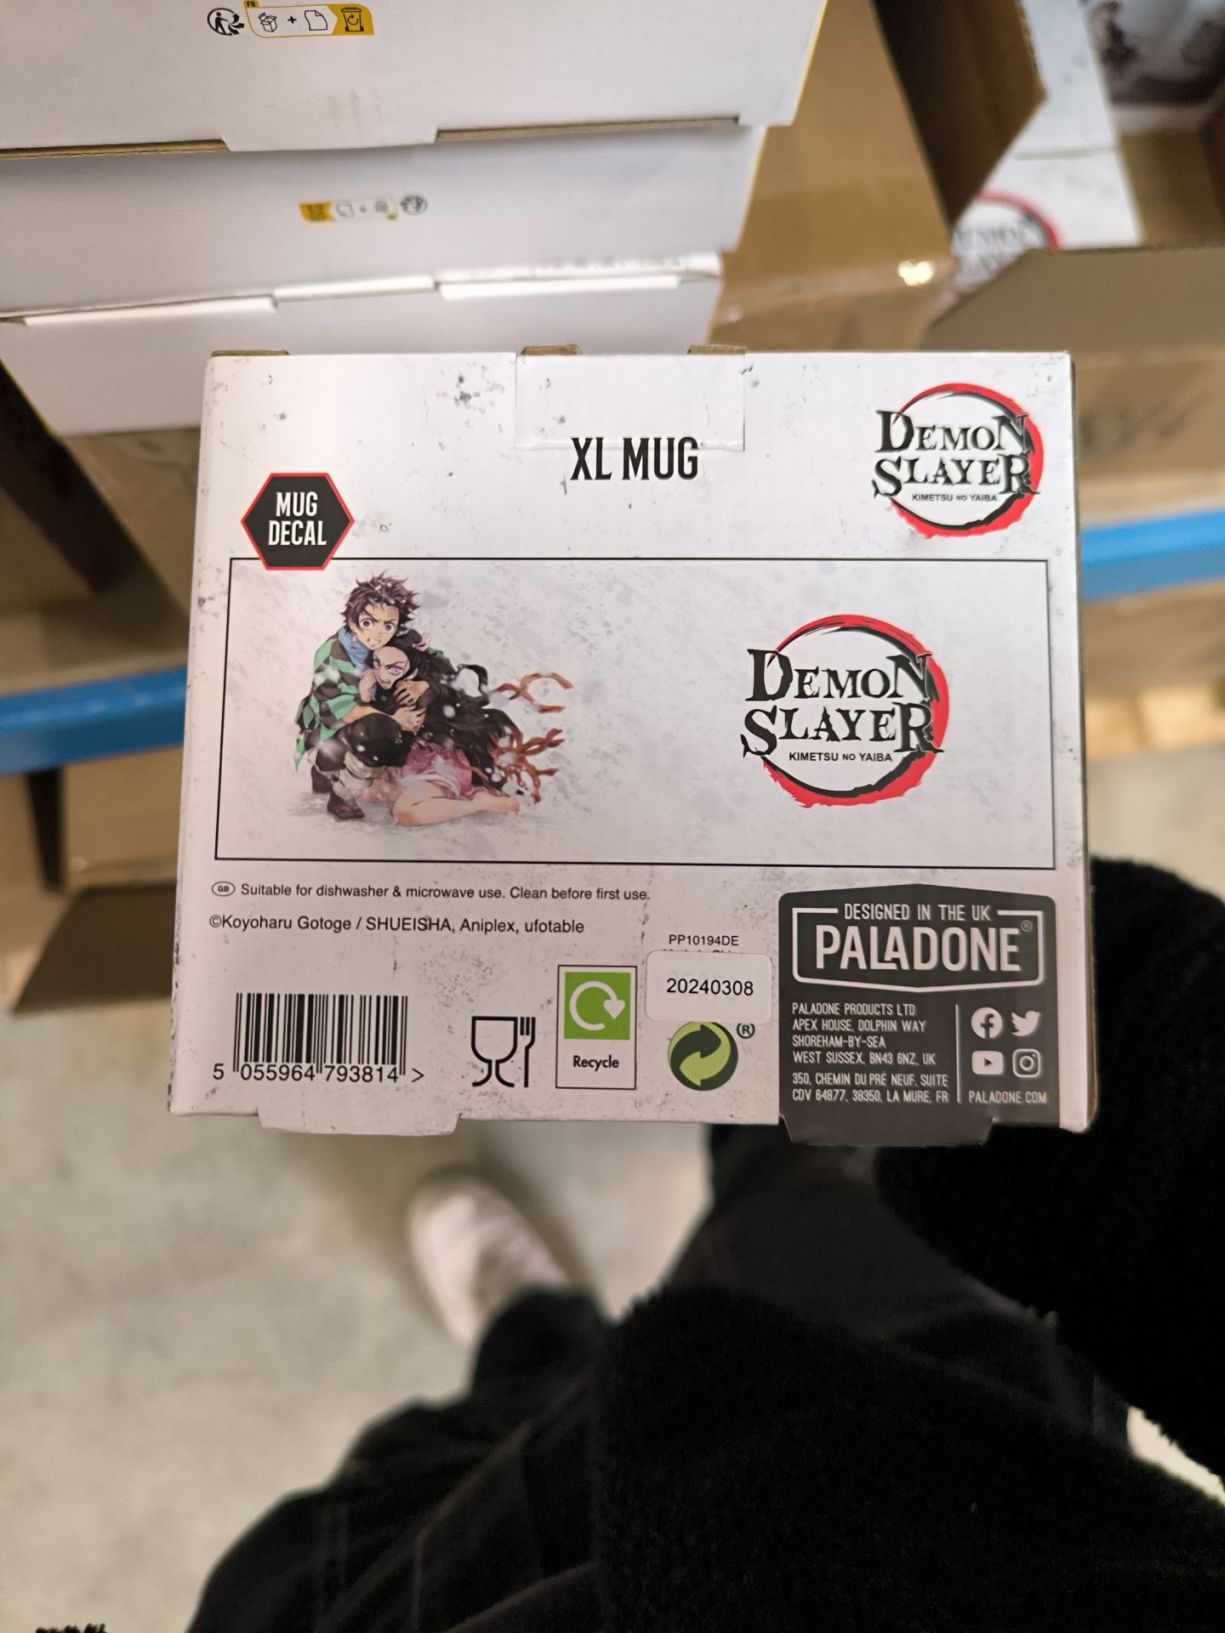 FR
XL MUG
DEMON
SLAYER
KIMETSU NO YAIBA
MUG
DECAL
DEMON
SLAYER
KIMETSU NO YAIBA
GB Suitable for dishwasher & microwave use. Clean before first use.
©Koyoharu Gotoge / SHUEISHA, Aniplex, ufotable
PP10194DE
20240308
5 055964 793814 >
Recycle
®
DESIGNED IN THE UK
PALADONE®
PALADONE PRODUCTS LTD
APEX HOUSE, DOLPHIN WAY
SHOREHAM-BY-SEA
WEST SUSSEX, BN43 6NZ, UK
350, CHEMIN DU PRÉ NEUF, SUITE
CDV 64877, 38350, LA MURE, FR
PALADONE.COM